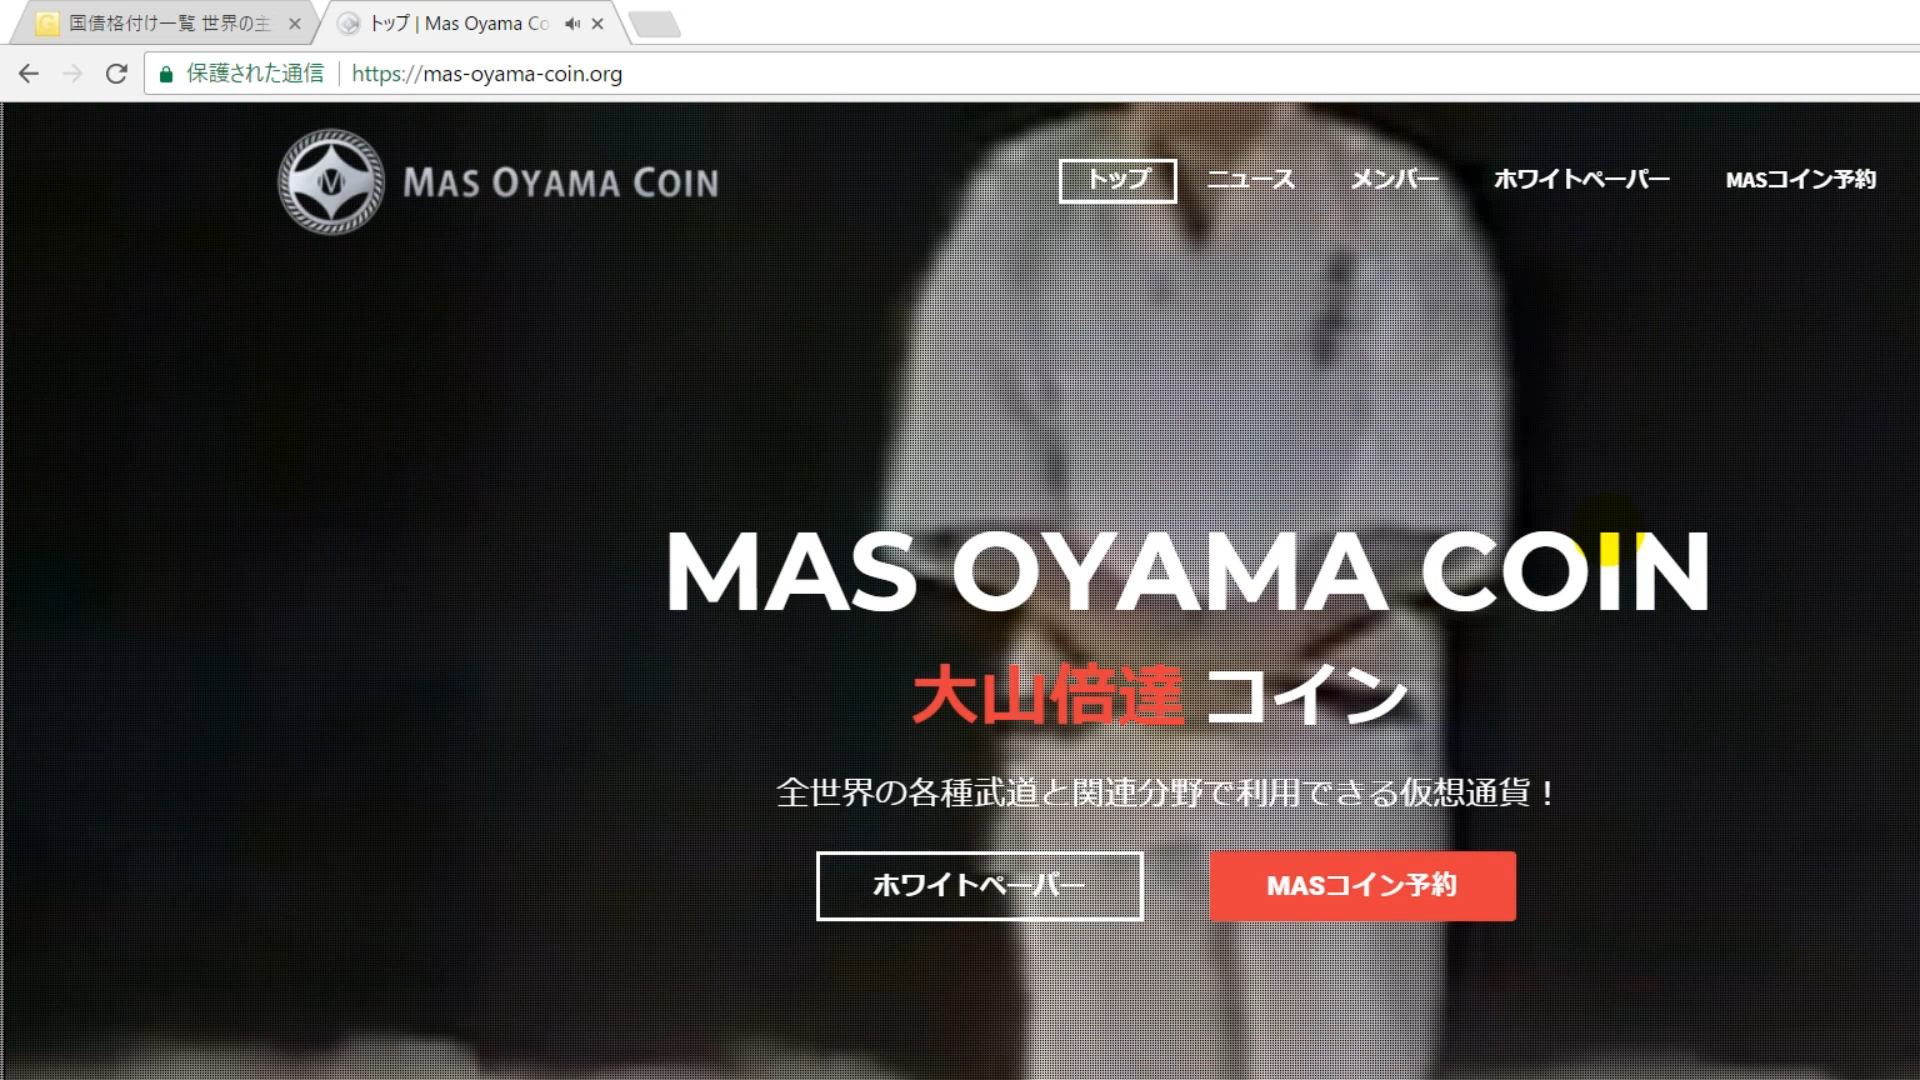 国債格付け一覧 世界の主
トップ | Mas Oyama Co
保護された通信 https://mas-oyama-coin.org
MAS OYAMA COIN
トップ ニュース メンバー ホワイトペーパー MASコイン予約
MAS OYAMA COIN
大山倍達 コイン
全世界の各種武道と関連分野で利用できる仮想通貨！
ホワイトペーパー MASコイン予約